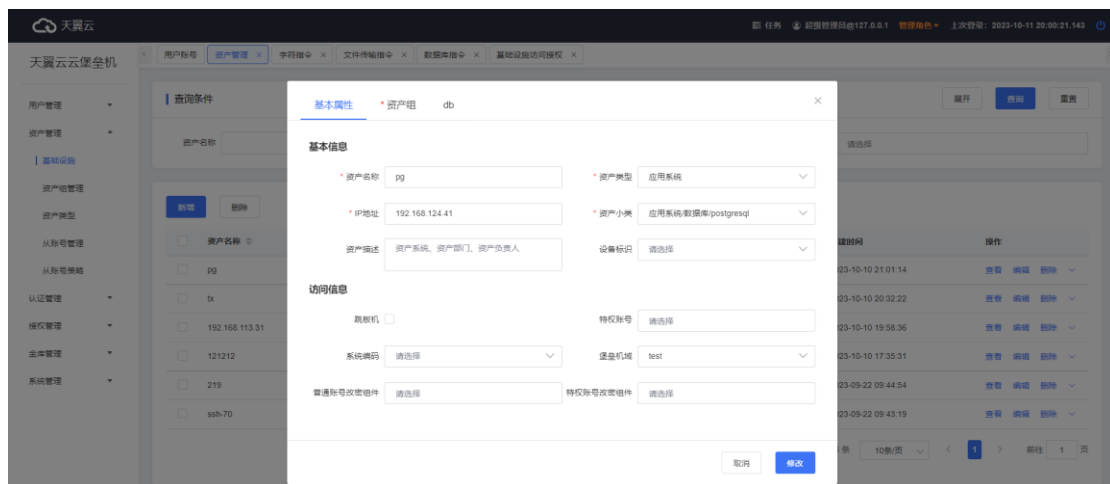 天翼云
任务 超级管理员@127.0.0.1 管理角色 上次登录：2023-10-11 20:00:21.143
天翼云云堡垒机
用户账号 资产管理 × 字符指令 × 文件传输指令 × 数据库指令 × 基础设施访问授权 ×
用户管理
资产管理
基础设施
资产组管理
资产类型
从账号管理
从账号策略
认证管理
授权管理
金库管理
系统管理
查询条件
展开 查询 重置
资产名称
请选择
新增 删除
资产名称 建时间 操作
pg 023-10-10 21:01:14 查看 编辑 删除
tx 023-10-10 20:32:22 查看 编辑 删除
192.168.113.31 023-10-10 19:58:36 查看 编辑 删除
121212 023-10-10 17:35:31 查看 编辑 删除
219 023-09-22 09:44:54 查看 编辑 删除
ssh-70 023-09-22 09:43:19 查看 编辑 删除
条 10条/页 1 前往 1 页
基本属性 * 资产组 db ×
基本信息
* 资产名称 pg * 资产类型 应用系统
* IP地址 192.168.124.41 * 资产小类 应用系统/数据库/postgresql
资产描述 资产系统、资产部门、资产负责人 设备标识 请选择
访问信息
跳板机 特权账号 请选择
系统编码 请选择 堡垒机域 test
普通账号改密组件 请选择 特权账号改密组件 请选择
取消 修改